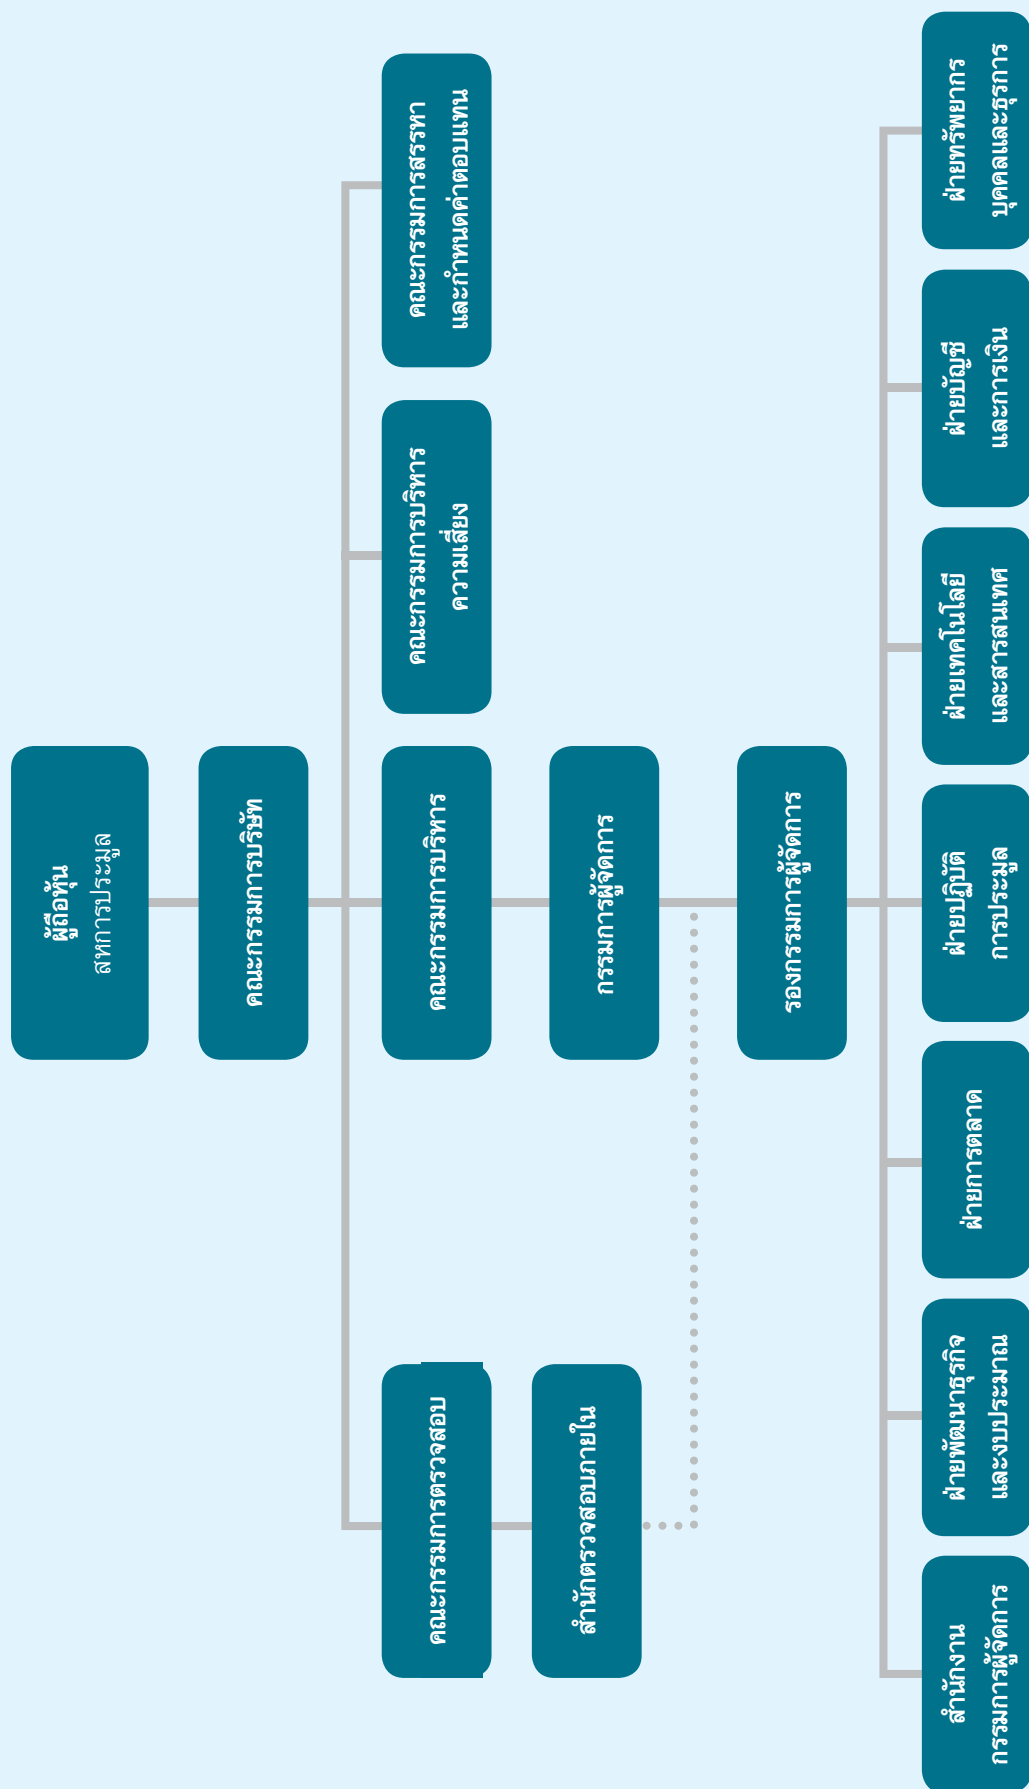 ผู้ถือหุ้น
สหการประมูล
คณะกรรมการบริษัท
คณะกรรมการตรวจสอบ
คณะกรรมการบริหาร
คณะกรรมการบริหาร
ความเสี่ยง
คณะกรรมการสรรหา
และกำหนดค่าตอบแทน
สำนักตรวจสอบภายใน
กรรมการผู้จัดการ
รองกรรมการผู้จัดการ
สำนักงาน
กรรมการผู้จัดการ
ฝ่ายพัฒนาธุรกิจ
และงบประมาณ
ฝ่ายการตลาด
ฝ่ายปฏิบัติ
การประมูล
ฝ่ายเทคโนโลยี
และสารสนเทศ
ฝ่ายบัญชี
และการเงิน
ฝ่ายทรัพยากร
บุคคลและธุรการ